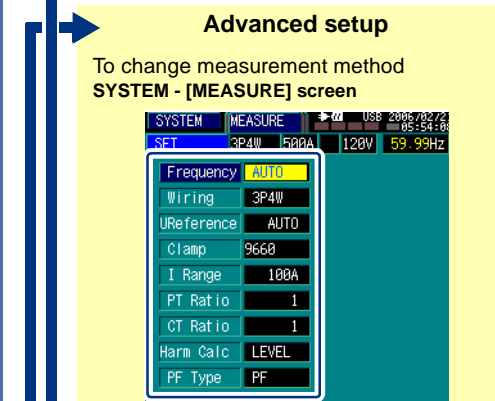 Advanced setup
To change measurement method
SYSTEM - [MEASURE] screen
SYSTEM MEASURE USB 2006/02/2
05:54:08
SET 3P4W 500A 120V 59.99Hz
Frequency AUTO
Wiring 3P4W
UReference AUTO
Clamp 9660
I Range 100A
PT Ratio 1
CT Ratio 1
Harm Calc LEVEL
PF Type PF